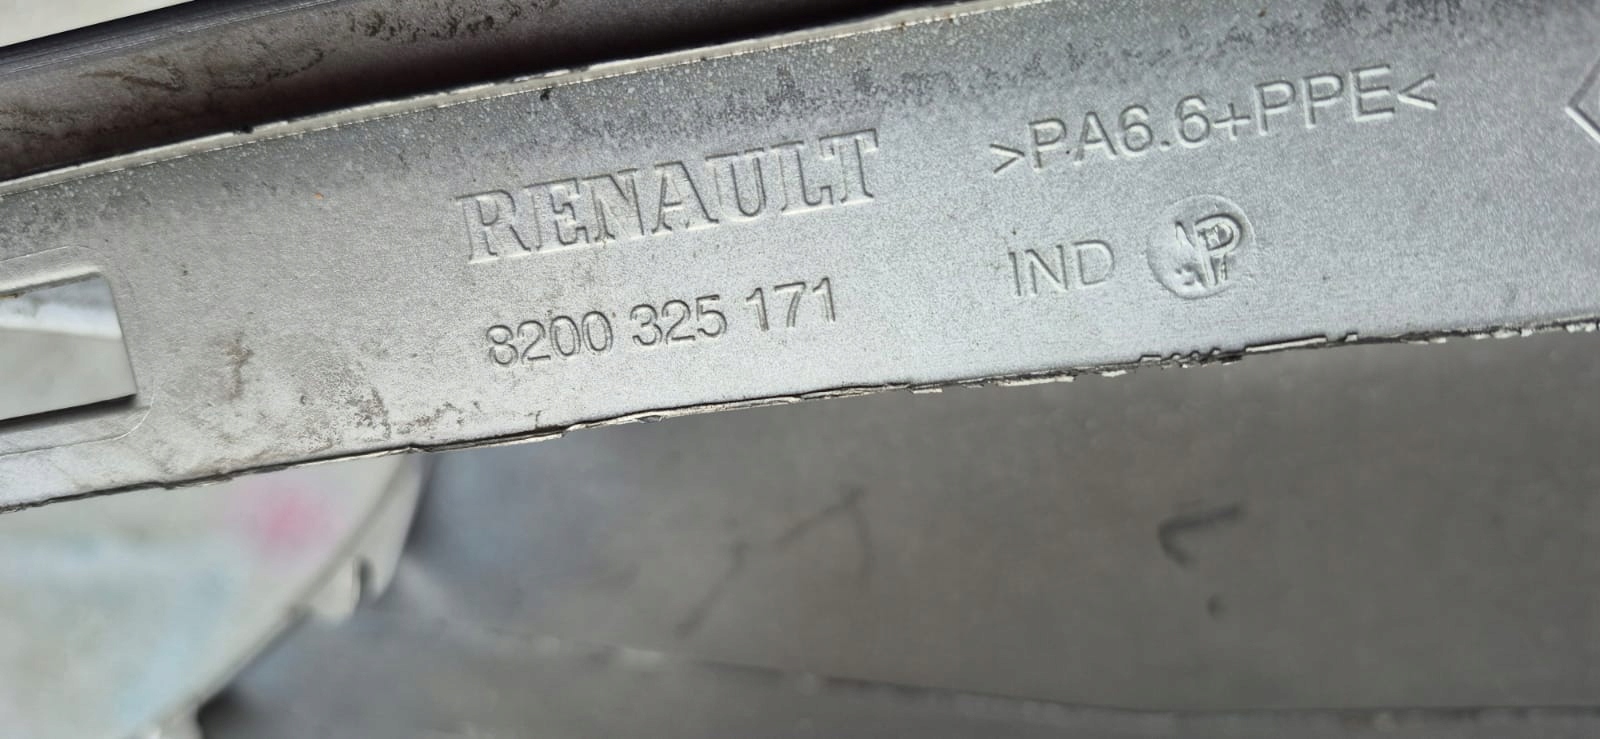 RENAULT
>PA6.6+PPE<
8200 325 171
IND